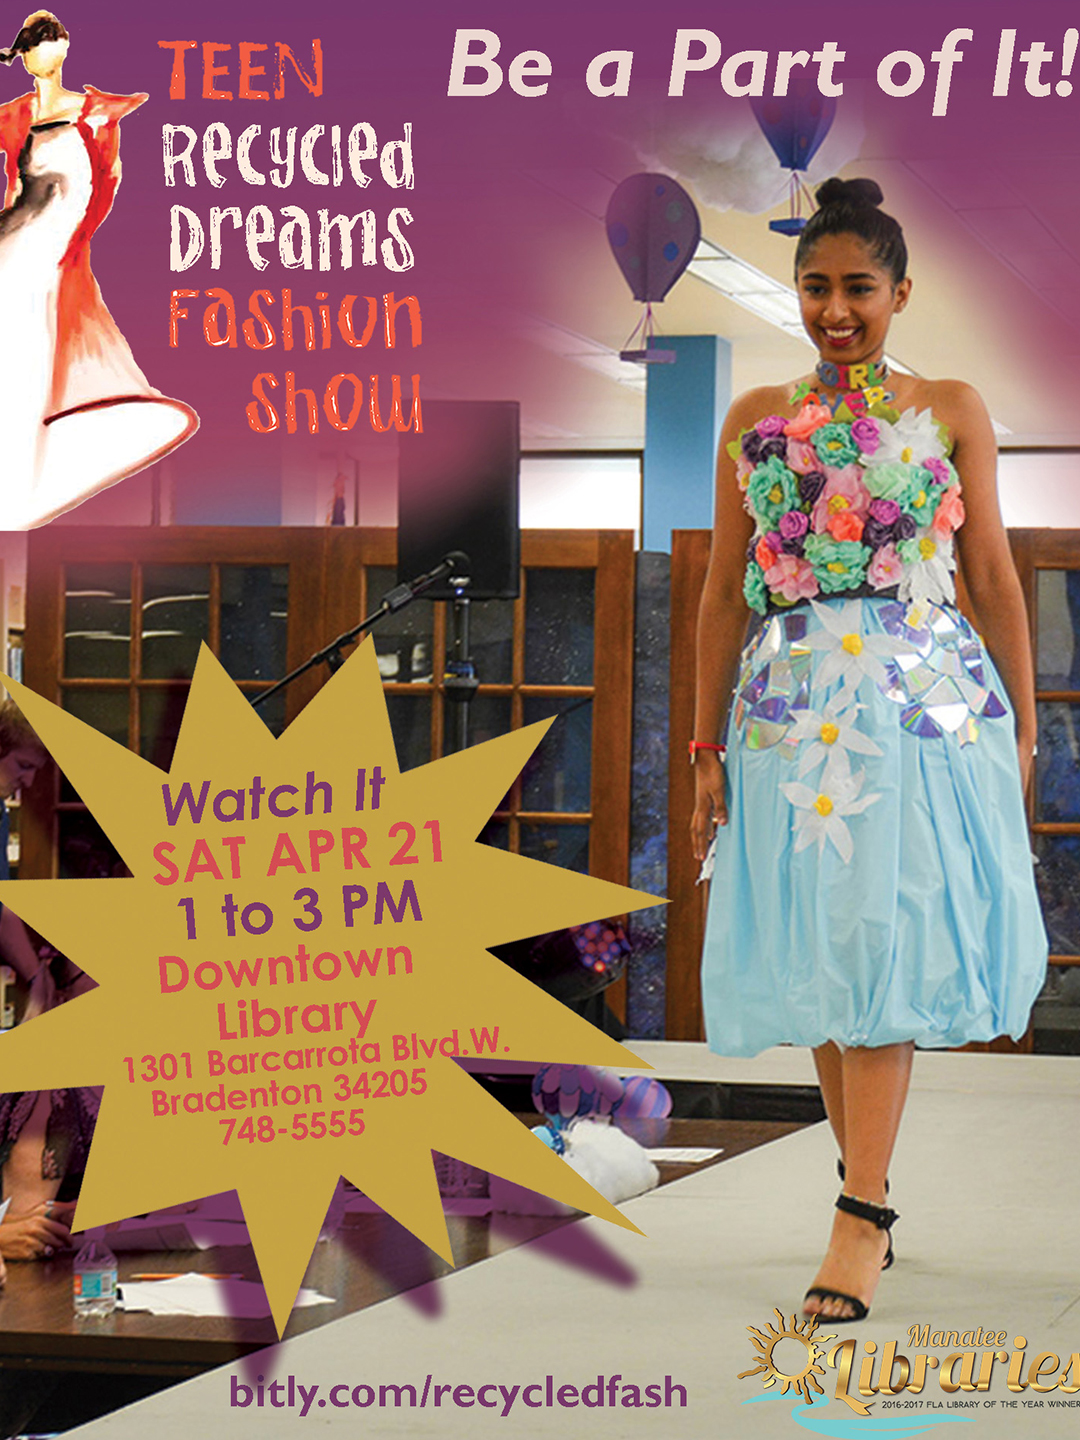 TEEN
Recycled
Dreams
Fashion
Show
Be a Part of It!
GIRL
Watch It
SAT APR 21
1 to 3 PM
Downtown
Library
1301 Barcarrota Blvd.W.
Bradenton 34205
748-5555
bitly.com/recycledfash
Manatee
Libraries
2016-2017 FLA LIBRARY OF THE YEAR WINNER